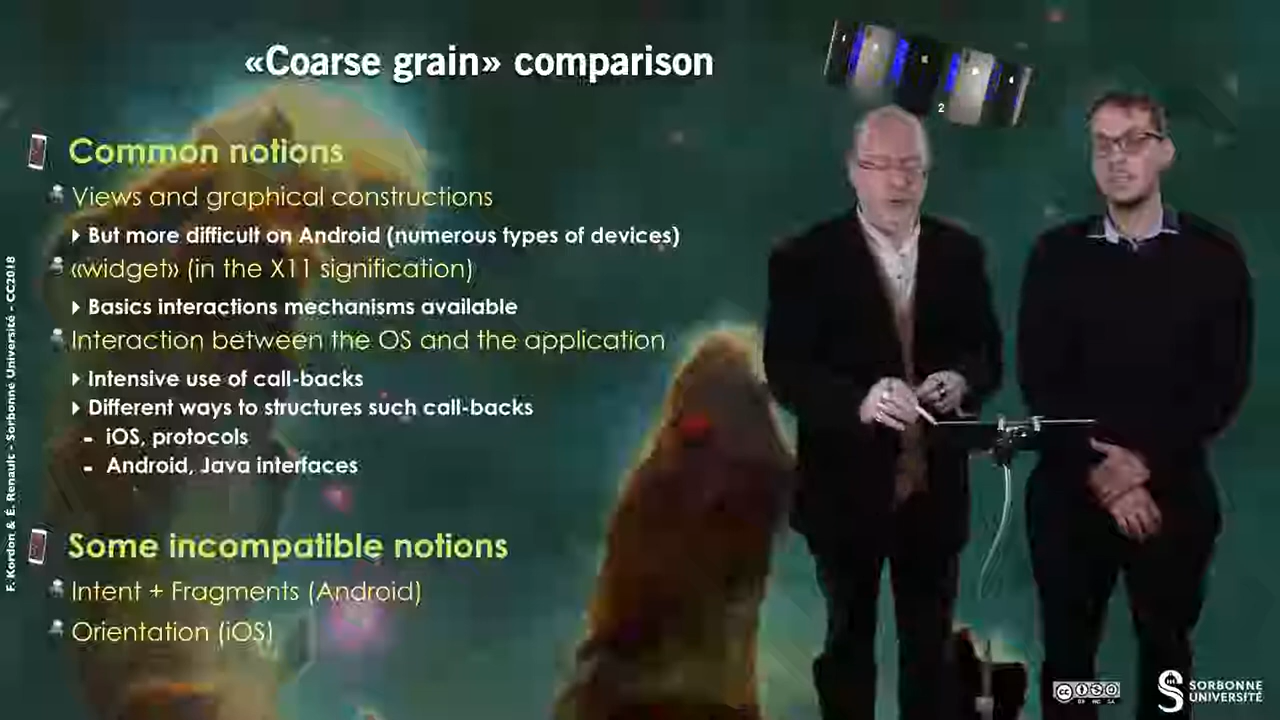 «Coarse grain» comparison
2
Common notions
Views and graphical constructions
But more difficult on Android (numerous types of devices)
«widget» (in the X11 signification)
Basics interactions mechanisms available
Interaction between the OS and the application
Intensive use of call-backs
Different ways to structures such call-backs
- iOS, protocols
- Android, Java interfaces
Some incompatible notions
Intent + Fragments (Android)
Orientation (iOS)
F. Kordon & E. Renault - Sorbonne Université - CC2018
SORBONNE
UNIVERSITÉ